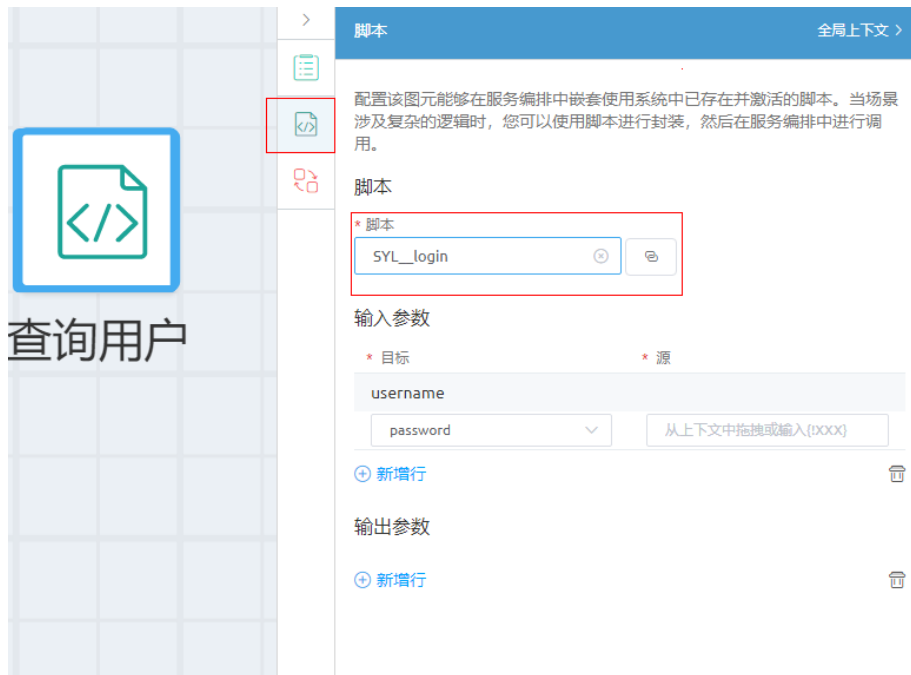 脚本
全局上下文
配置该图元能够在服务编排中嵌套使用系统中已存在并激活的脚本。当场景
涉及复杂的逻辑时，您可以使用脚本进行封装，然后在服务编排中进行调
用。
脚本
* 脚本
SYL__login
查询用户
输入参数
* 目标
* 源
username
password
从上下文中拖拽或输入{!XXX}
新增行
输出参数
新增行